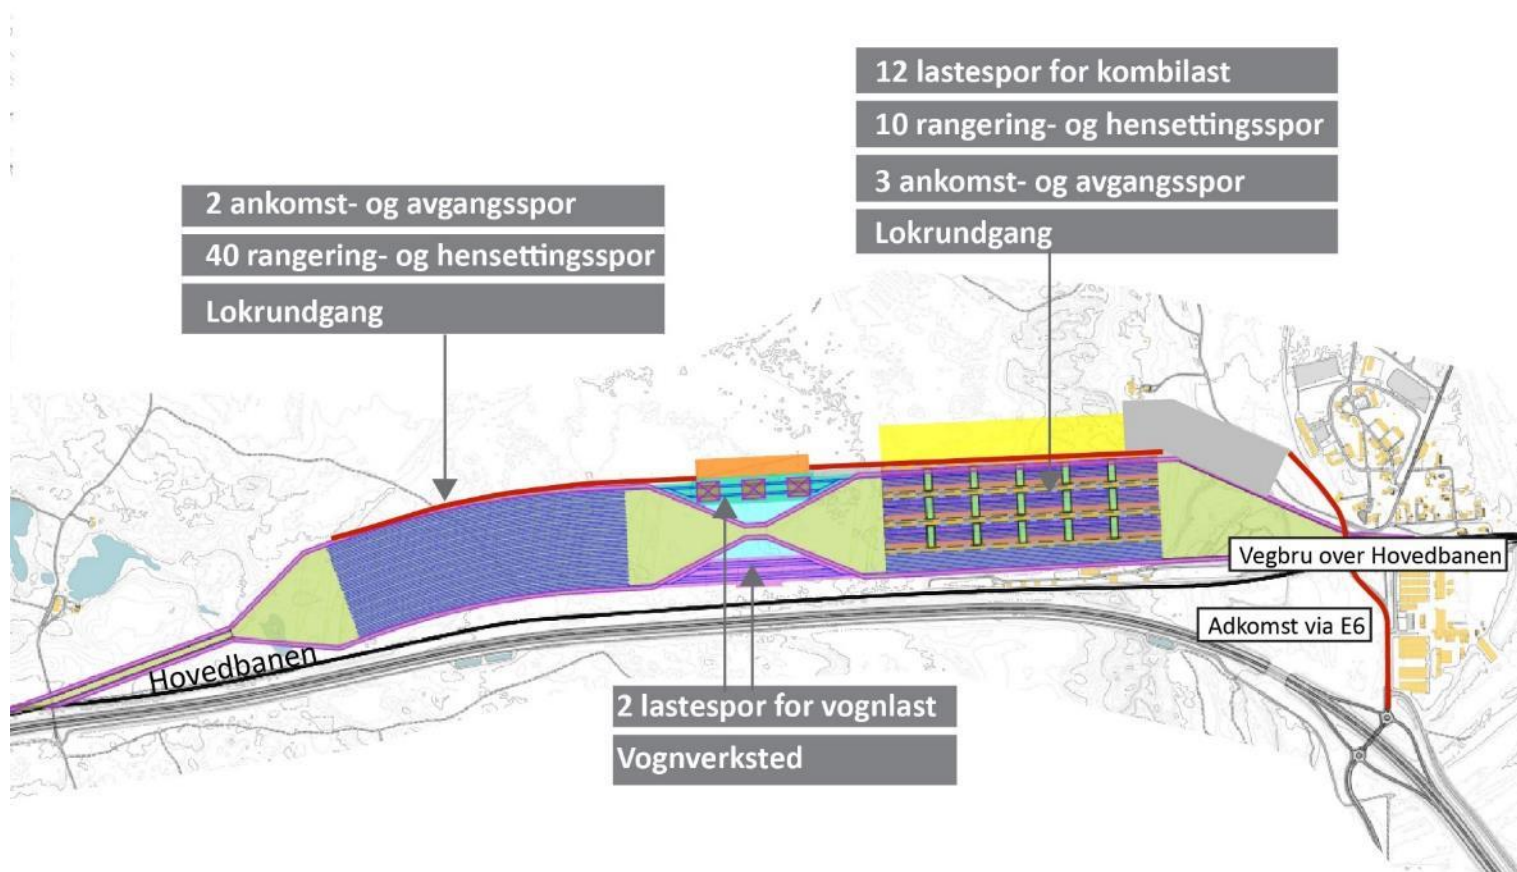 12 lastespor for kombilast
10 rangering- og hensettingsspor
3 ankomst- og avgangsspor
Lokrundgang
2 ankomst- og avgangsspor
40 rangering- og hensettingsspor
Lokrundgang
Vegbru over Hovedbanen
Adkomst via E6
Hovedbanen
2 lastespor for vognlast
Vognverksted